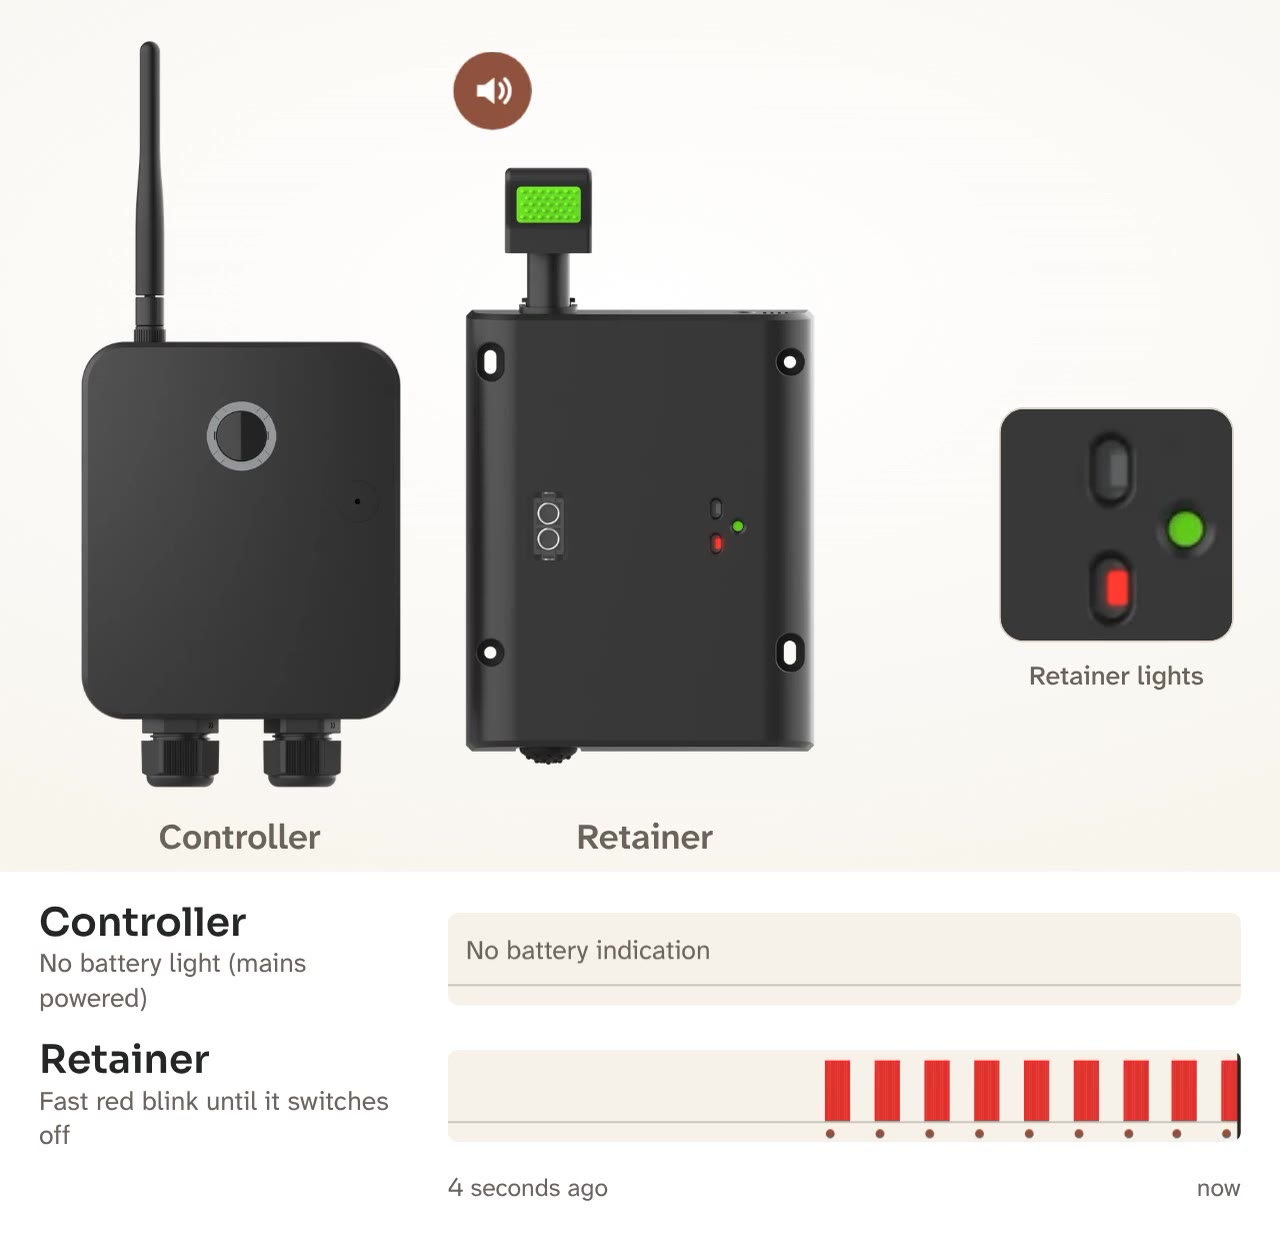 Controller
Retainer
Retainer lights
Controller
No battery light (mains
powered)
No battery indication
Retainer
Fast red blink until it switches
off
4 seconds ago
now